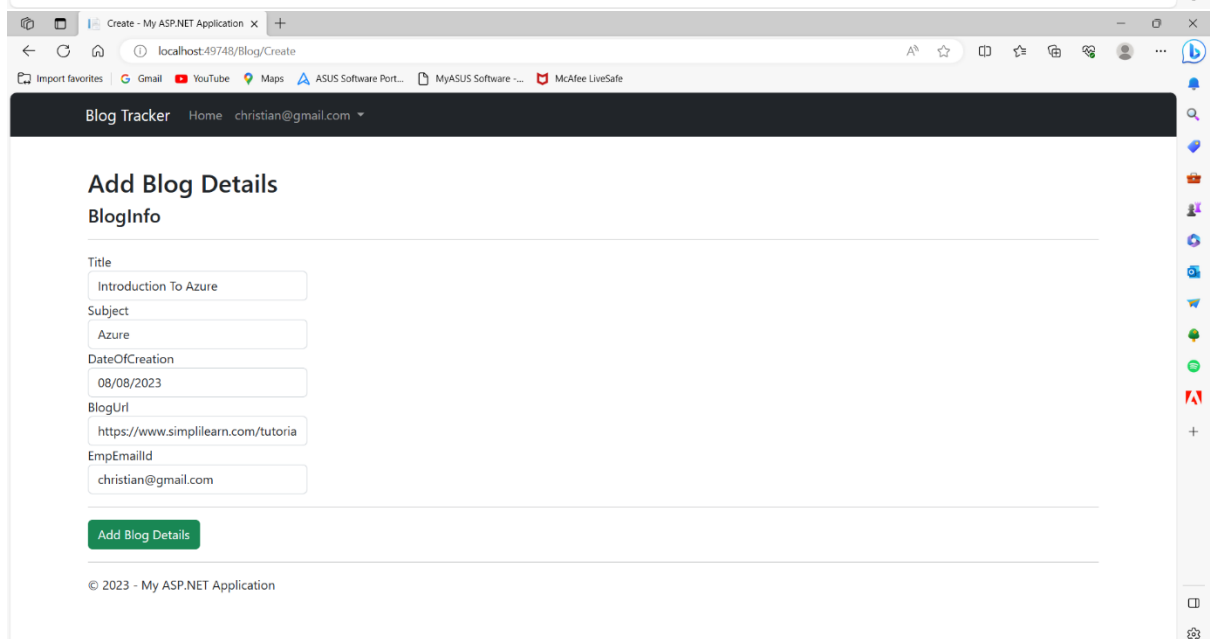 Create - My ASP.NET Application
localhost:49748/Blog/Create
Import favorites Gmail YouTube Maps ASUS Software Port... MyASUS Software -... McAfee LiveSafe
Blog Tracker Home christian@gmail.com
Add Blog Details
BlogInfo
Title
Introduction To Azure
Subject
Azure
DateOfCreation
08/08/2023
BlogUrl
https://www.simplilearn.com/tutoria
EmpEmailId
christian@gmail.com
Add Blog Details
© 2023 - My ASP.NET Application